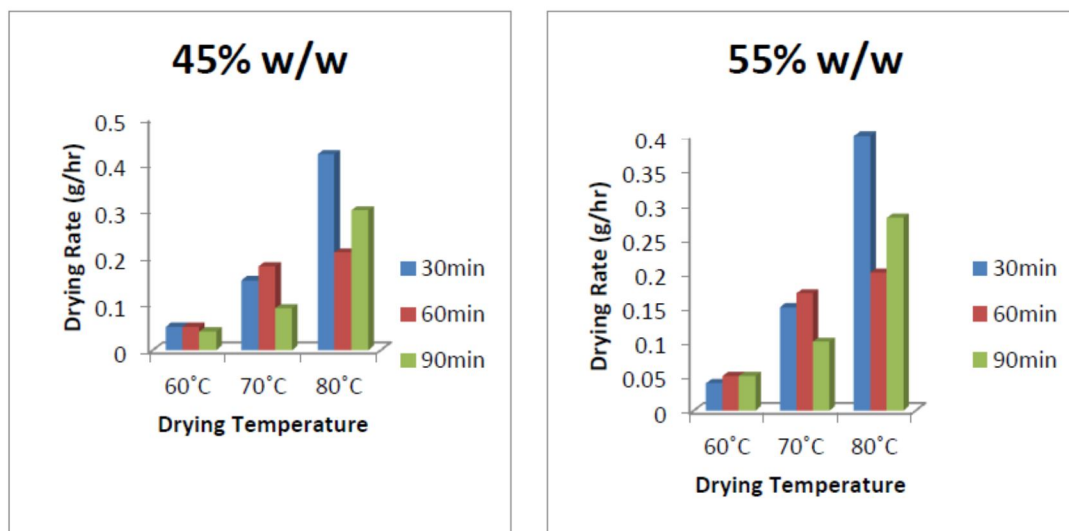 45% w/w
Drying Rate (g/hr)
0.5
0.4
0.3
0.2
0.1
0
60˚C 70˚C 80˚C
Drying Temperature
30min
60min
90min
55% w/w
Drying Rate (g/hr)
0.4
0.35
0.3
0.25
0.2
0.15
0.1
0.05
0
60˚C 70˚C 80˚C
Drying Temperature
30min
60min
90min